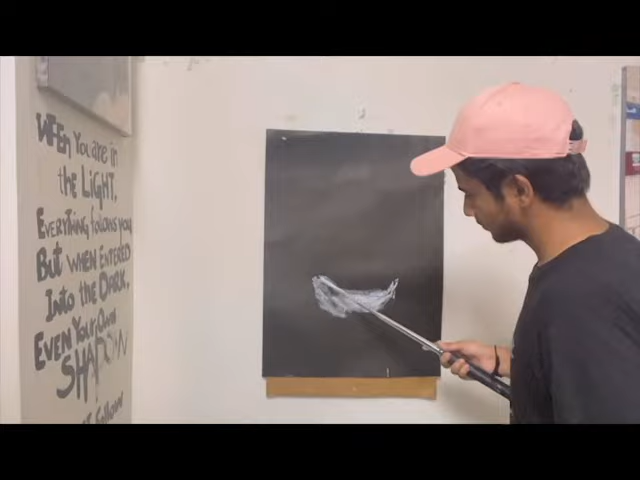 WHEN YOU are in
the LIGHT,
EVERYTHING follows YOU
BUT WHEN ENTERED
INTO THE DARK,
EVEN YOUR OWN
SHADOW
follow